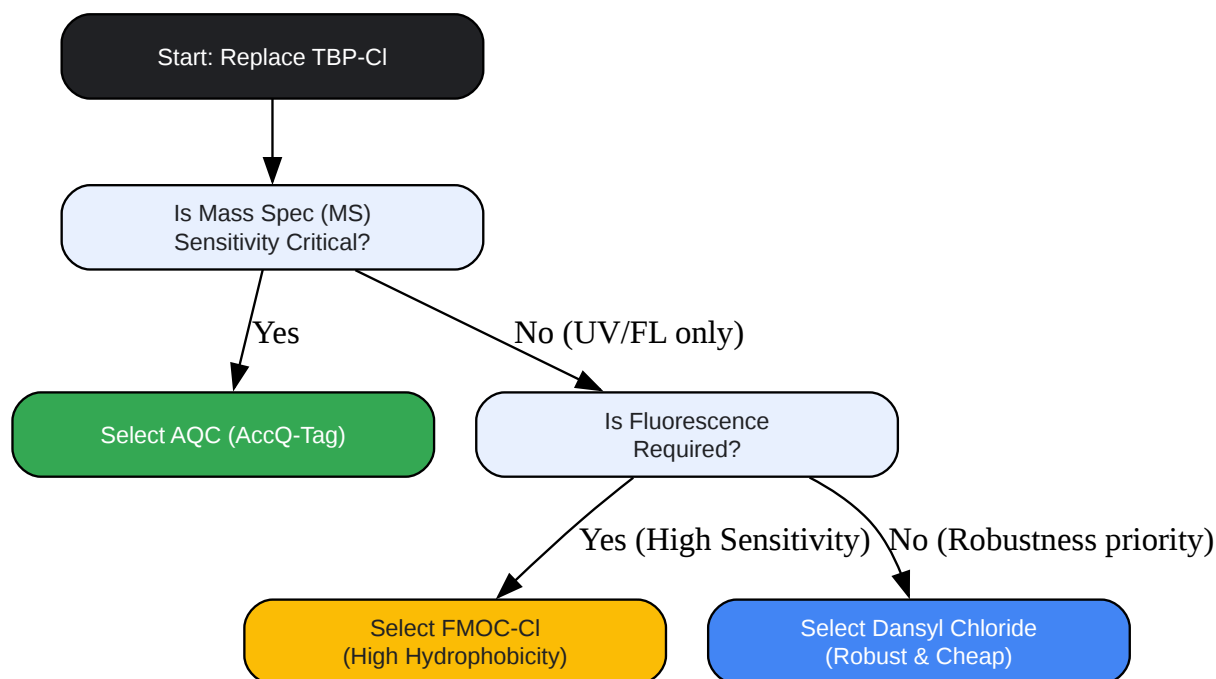 Start: Replace TBP-Cl
Is Mass Spec (MS)
Sensitivity Critical?
Yes
No (UV/FL only)
Select AQC (AccQ-Tag)
Is Fluorescence
Required?
Yes (High Sensitivity)
No (Robustness priority)
Select FMOC-Cl
(High Hydrophobicity)
Select Dansyl Chloride
(Robust & Cheap)